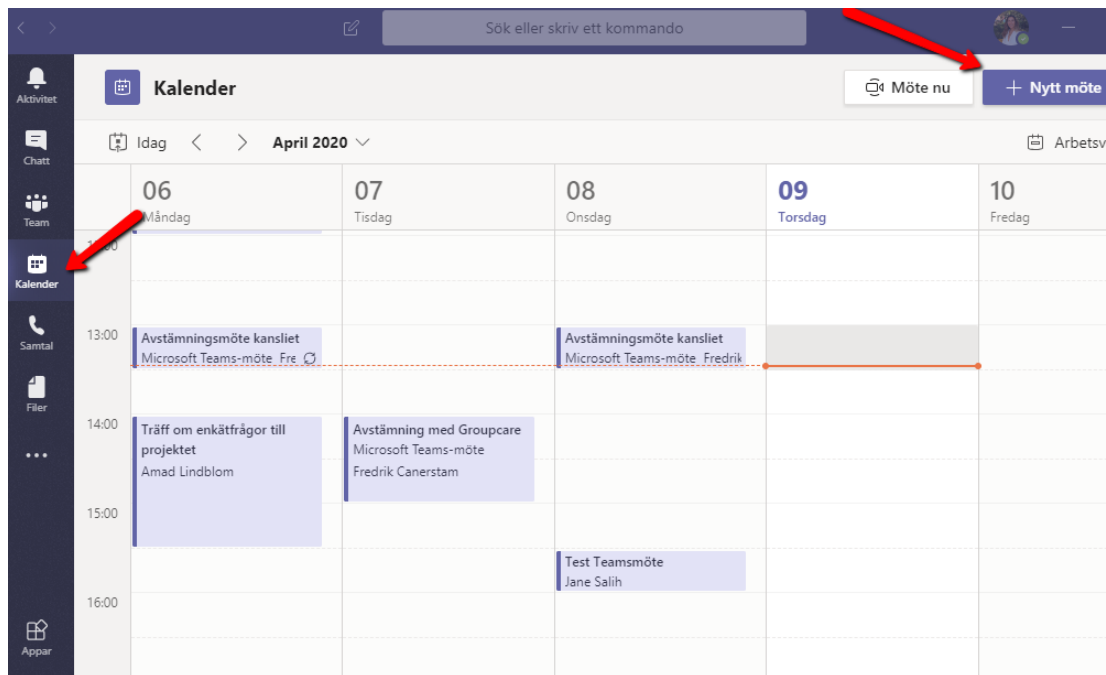 Sök eller skriv ett kommando
Aktivitet
Chatt
Team
Kalender
Samtal
Filer
Appar
Kalender
Möte nu
Nytt möte
Idag
April 2020
Arbetsv
06
Måndag
07
Tisdag
08
Onsdag
09
Torsdag
10
Fredag
13:00
14:00
15:00
16:00
Avstämningsmöte kansliet
Microsoft Teams-möte Fre
Träff om enkätfrågor till
projektet
Amad Lindblom
Avstämning med Groupcare
Microsoft Teams-möte
Fredrik Canerstam
Avstämningsmöte kansliet
Microsoft Teams-möte Fredrik
Test Teamsmöte
Jane Salih